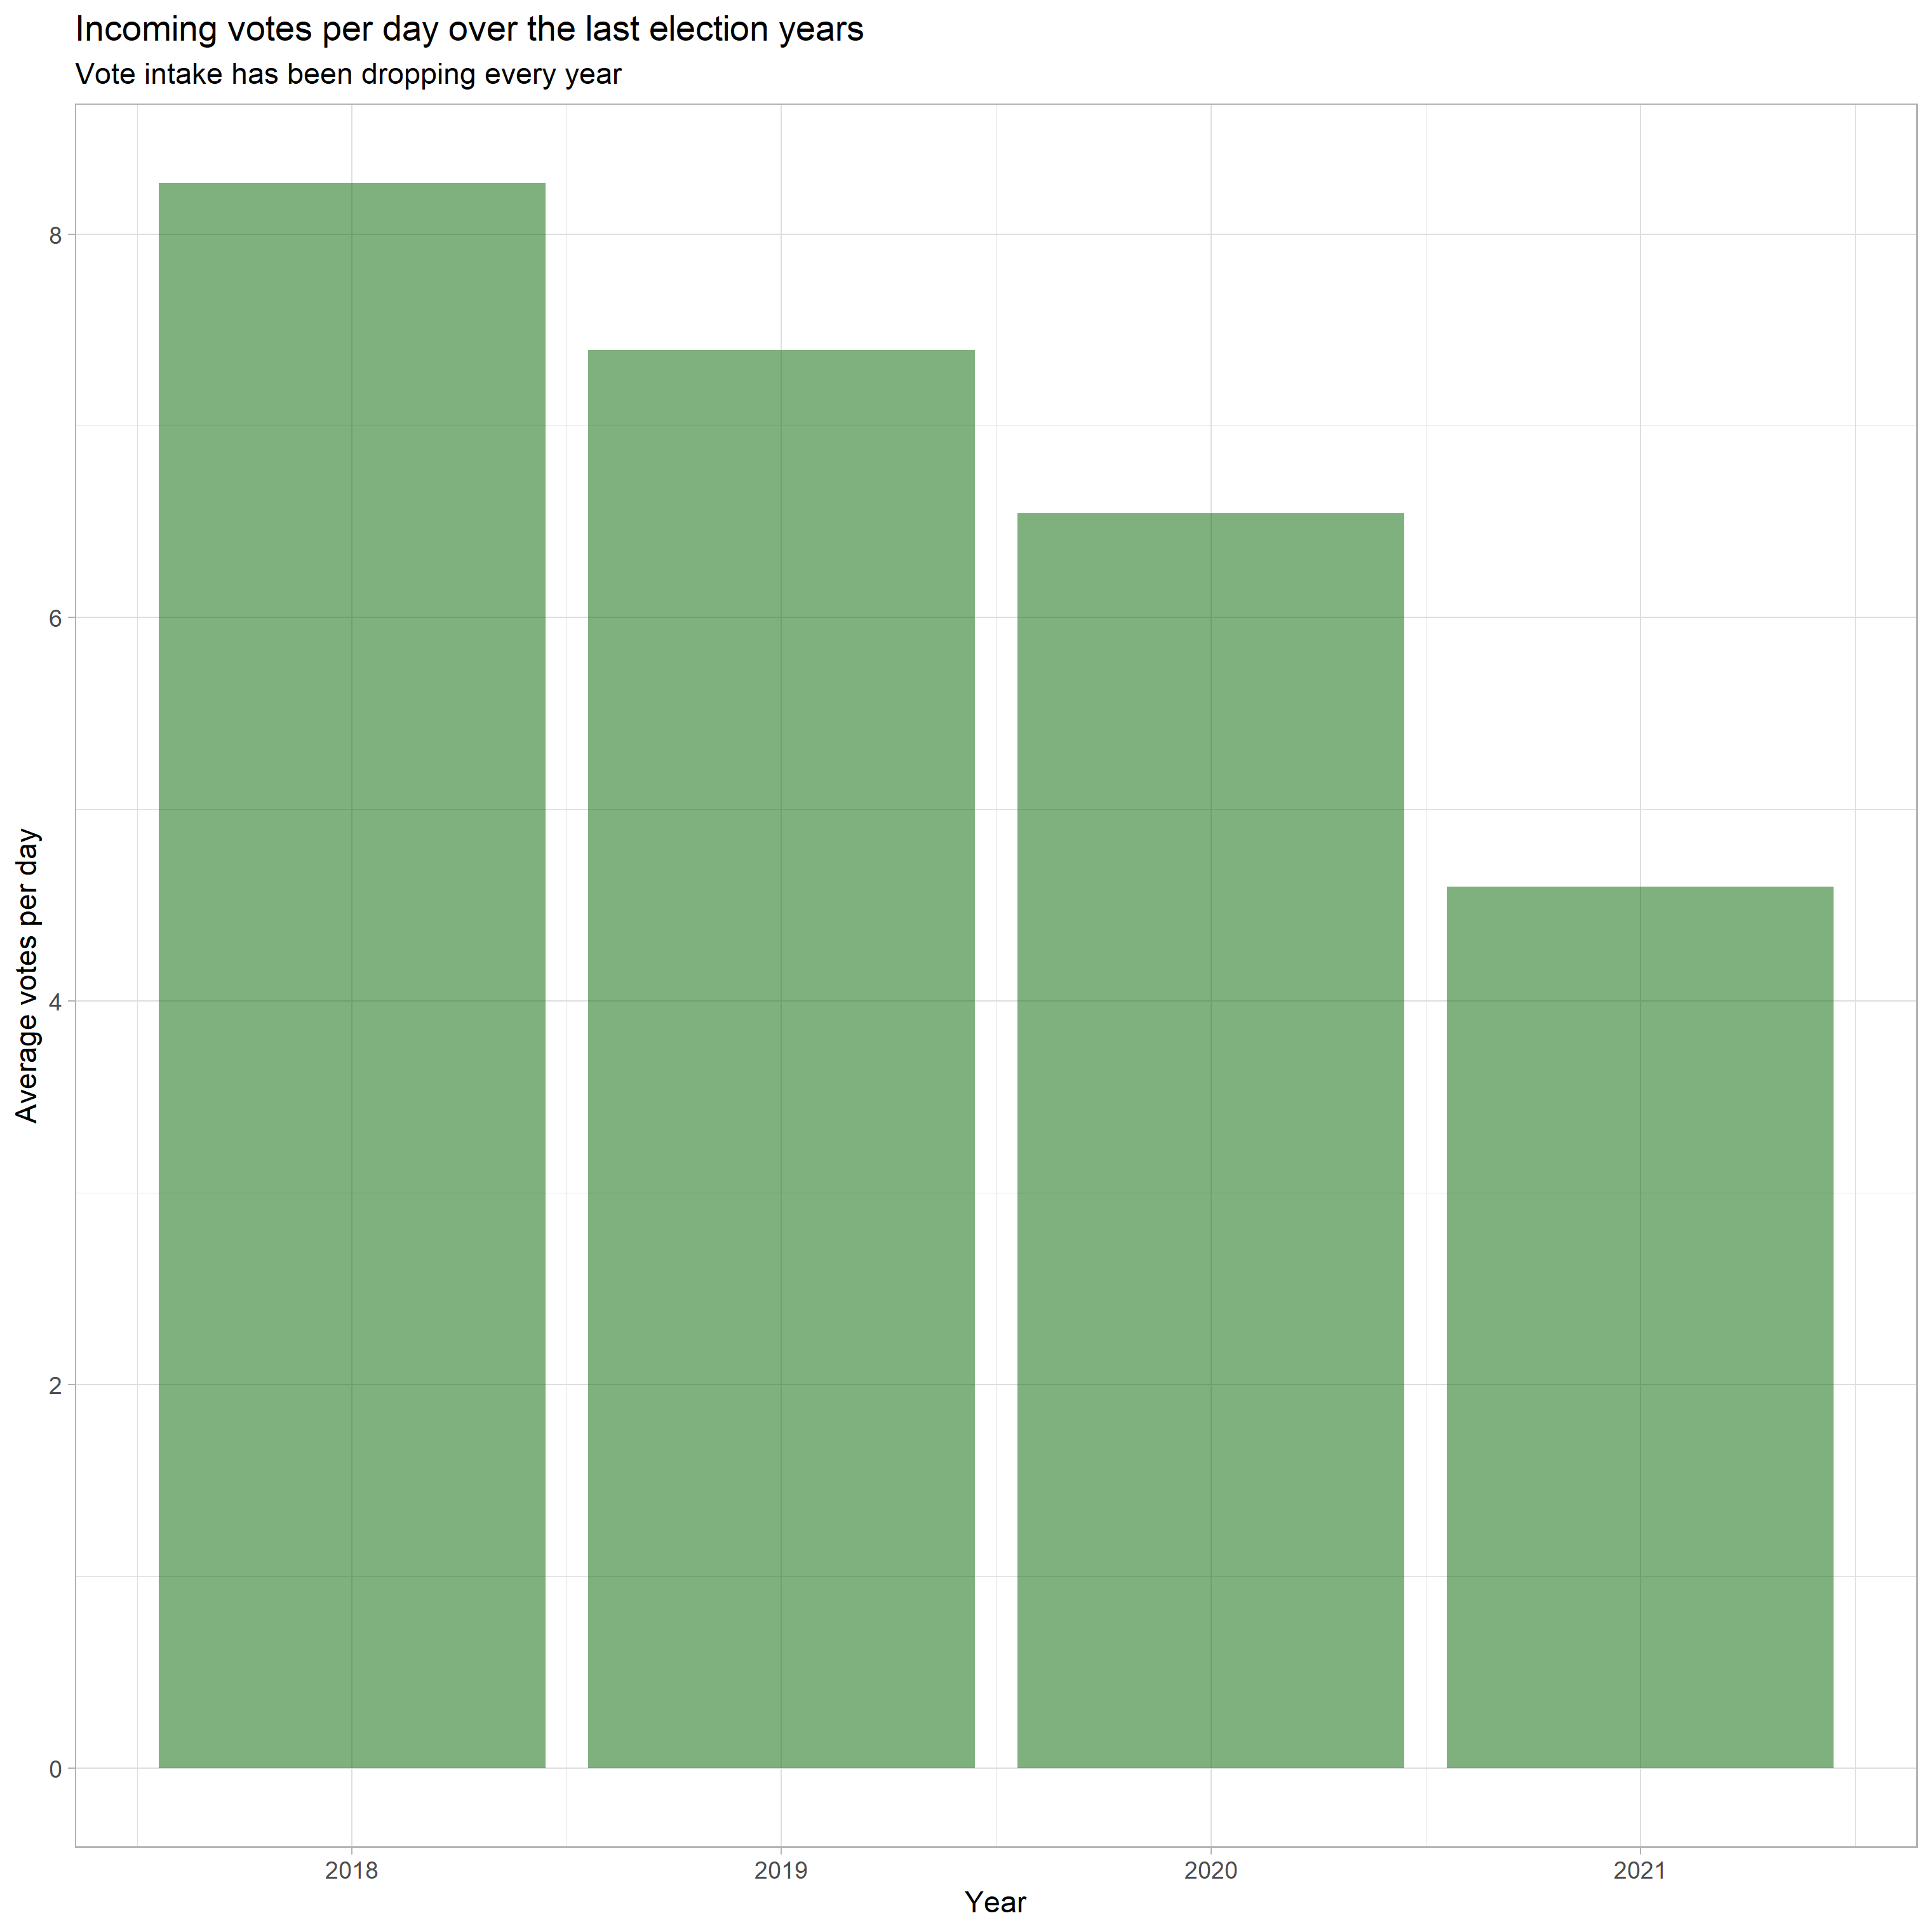 Incoming votes per day over the last election years
Vote intake has been dropping every year
Average votes per day
8
6
4
2
0
2018 2019 2020 2021
Year